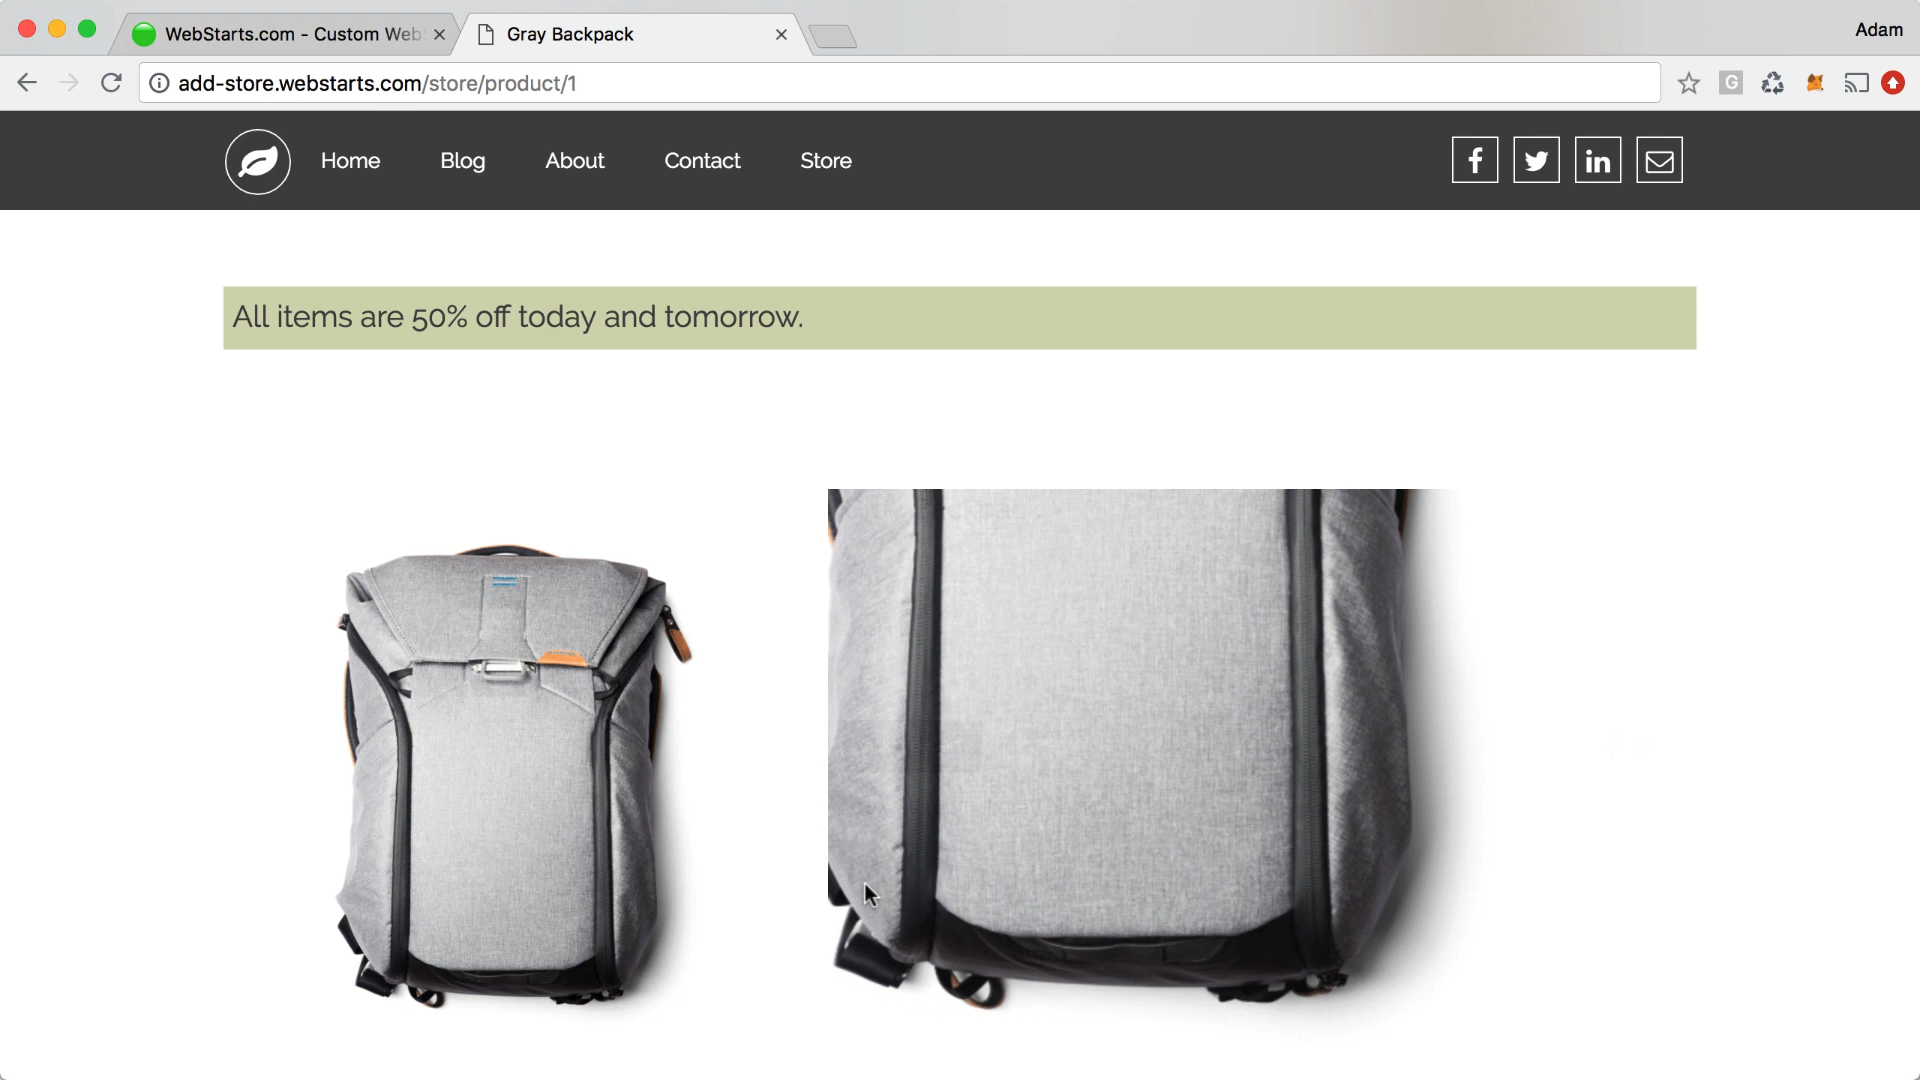 WebStarts.com - Custom Web
Gray Backpack
Adam
add-store.webstarts.com/store/product/1
G
Home
Blog
About
Contact
Store
All items are 50% off today and tomorrow.